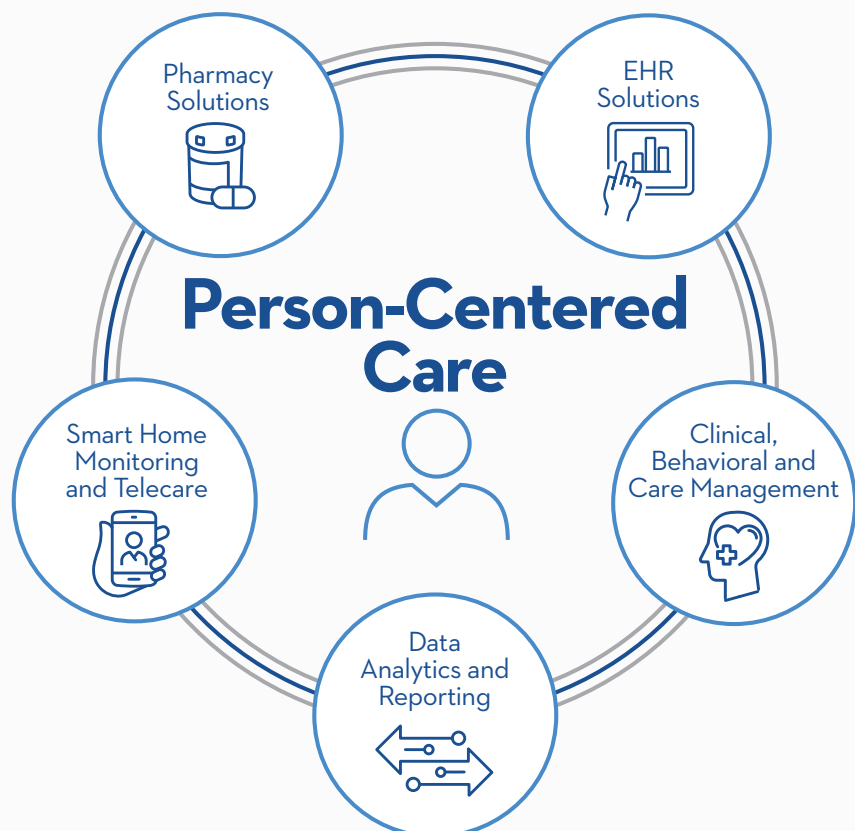 Pharmacy
Solutions
EHR
Solutions
Person-Centered
Care
Smart Home
Monitoring
and Telecare
Clinical,
Behavioral and
Care Management
Data
Analytics and
Reporting